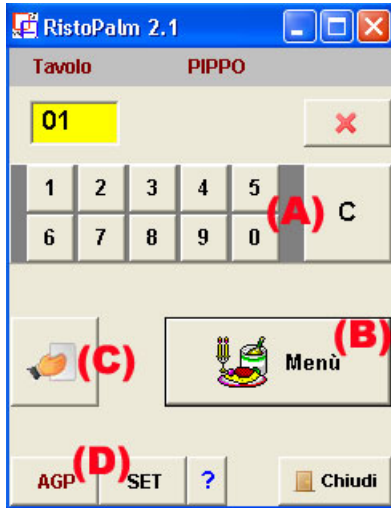 RistoPalm 2.1
Tavolo PIPPO
01
1 2 3 4 5 (A) C
6 7 8 9 0
(C) Menù (B)
AGP (D) SET ? Chiudi